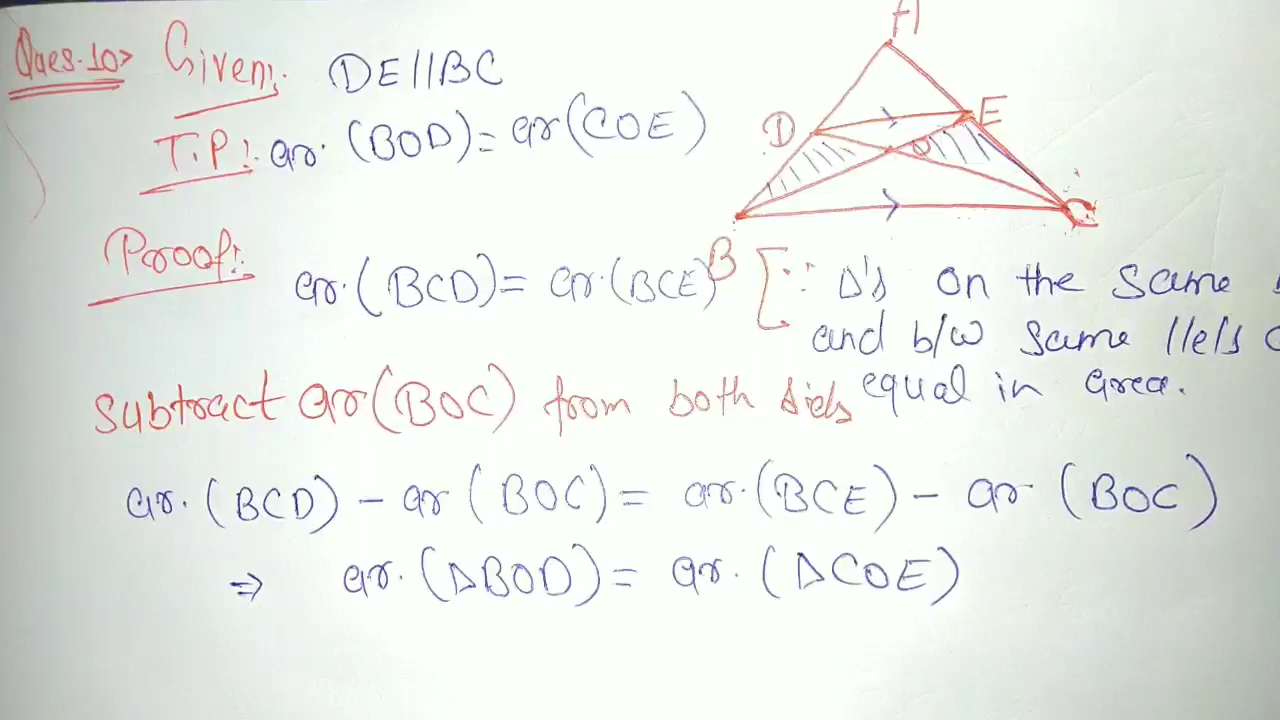 Ques.10> Given:. DE||BC
T.P!. ar. (BOD)=ar(COE)
A
D
E
O
B
C
Proof:.
ar.(BCD)= ar.(BCE) [∵ Δ's on the same
and b/w same ||e/s
equal in area.
Subtract ar(BOC) from both sids
ar.(BCD) - ar (BOC)= ar.(BCE) - ar (BOC)
⇒ ar.(ΔBOD)= ar.(ΔCOE)